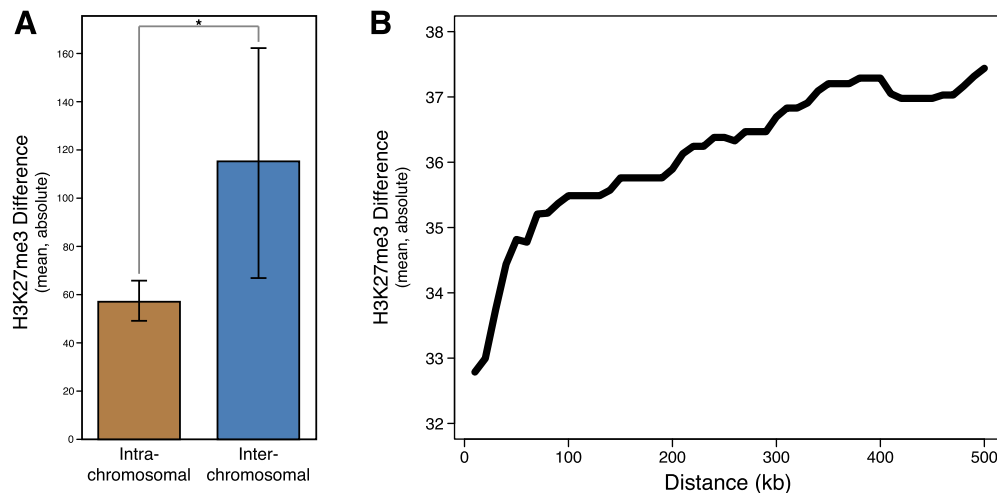 A
*
160
140
120
100
80
60
40
20
0
H3K27me3 Difference
(mean, absolute)
Intra-
chromosomal
Inter-
chromosomal
B
38
37
36
35
34
33
32
H3K27me3 Difference
(mean, absolute)
0 100 200 300 400 500
Distance (kb)